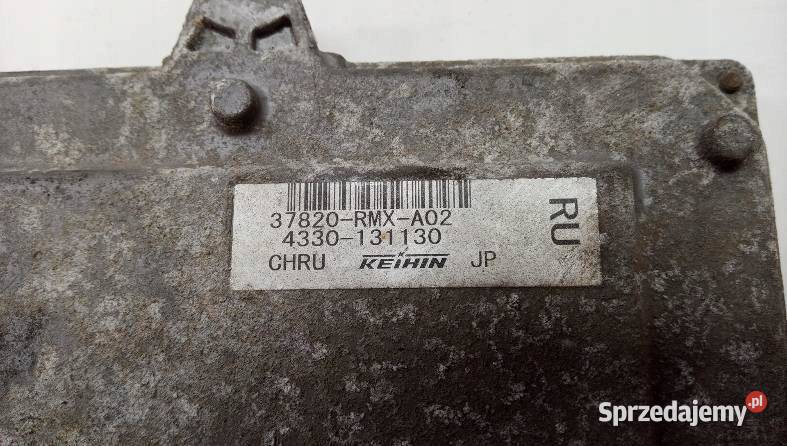 37820-RMX-A02
4330-131130
CHRU KEIHIN JP
RU
Sprzedajemy.pl